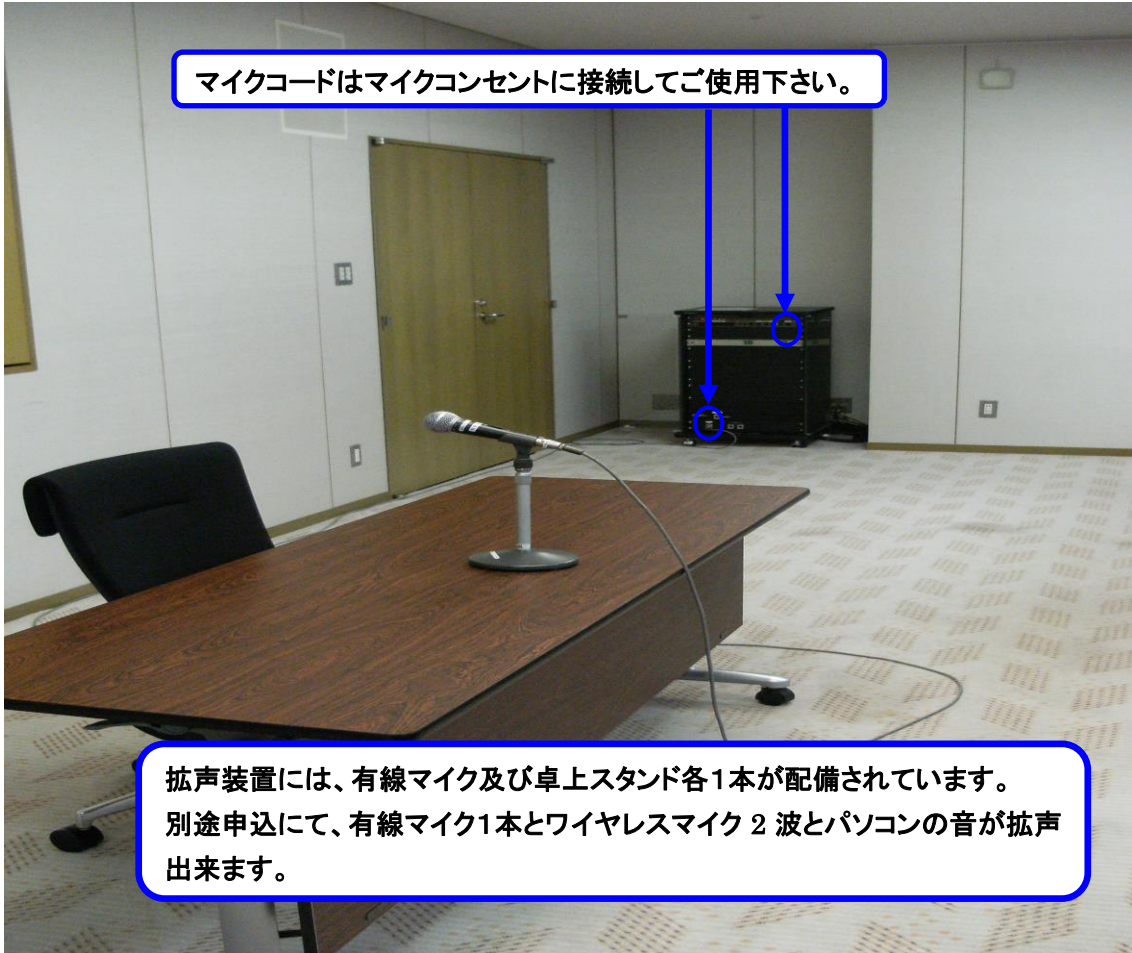 マイクコードはマイクコンセントに接続してご使用下さい。
拡声装置には、有線マイク及び卓上スタンド各1本が配備されています。
別途申込にて、有線マイク1本とワイヤレスマイク 2 波とパソコンの音が拡声
出来ます。